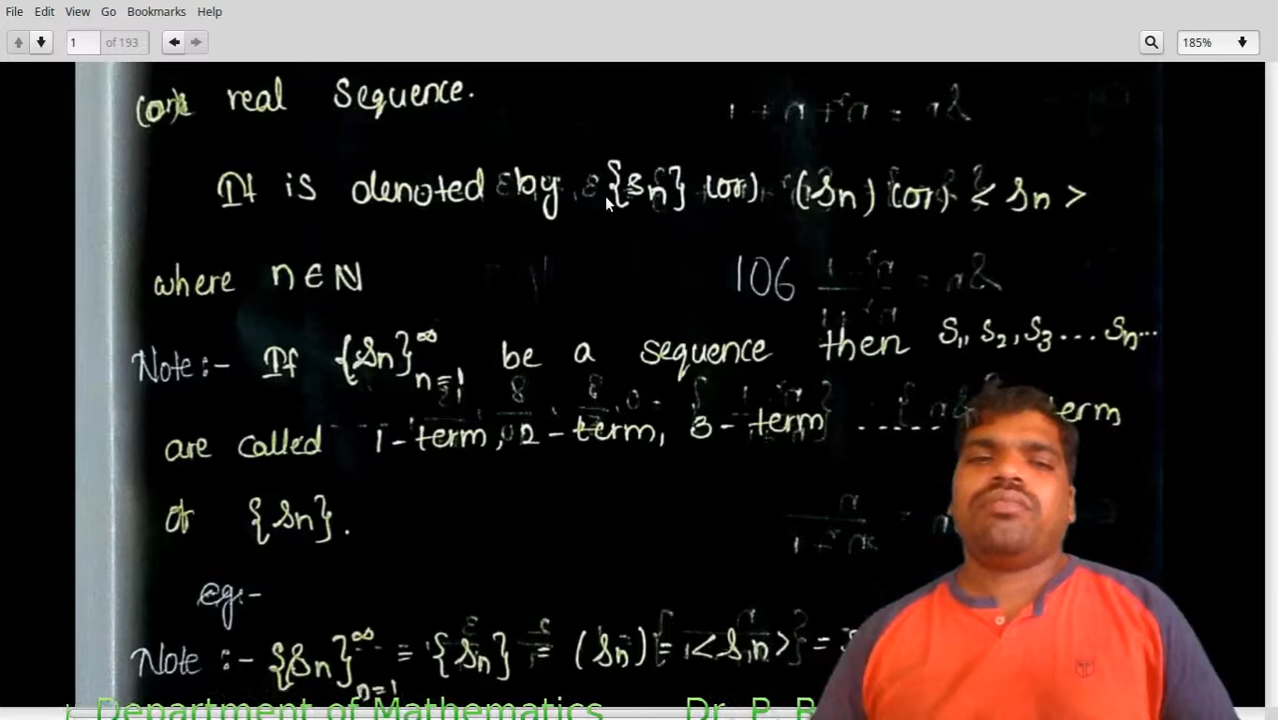 File Edit View Go Bookmarks Help
1 of 193 185%
(or) real Sequence.
It is denoted by {Sn} (or) (Sn) (or) < Sn >
where n ∈ ℕ
106
Note:- If {Sn}∞n=1 be a sequence then S1, S2, S3 ... Sn...
are called 1-term, 2-term, 3-term ...... term
of {Sn}.
eg:-
Note :- {Sn}∞n=1 = {Sn} = (Sn) = <Sn> =
Department of Mathematics Dr. P. B